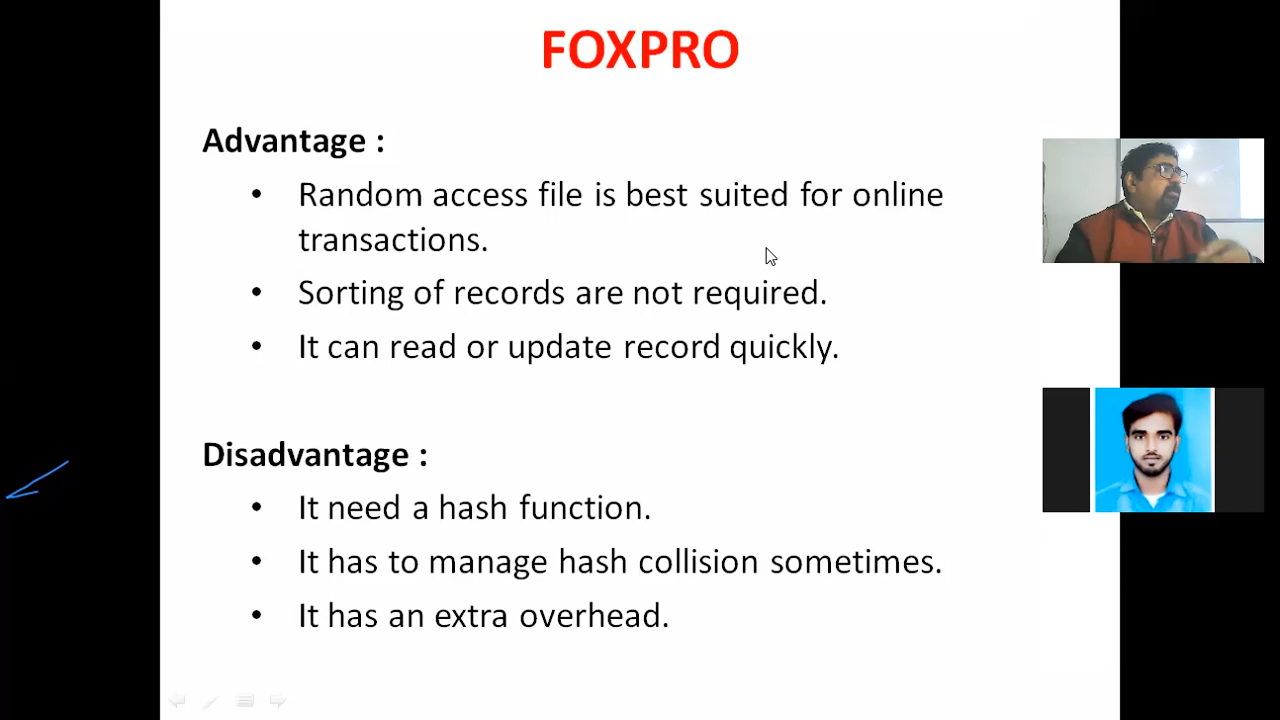 FOXPRO
Advantage :
• Random access file is best suited for online
transactions.
• Sorting of records are not required.
• It can read or update record quickly.
Disadvantage :
• It need a hash function.
• It has to manage hash collision sometimes.
• It has an extra overhead.